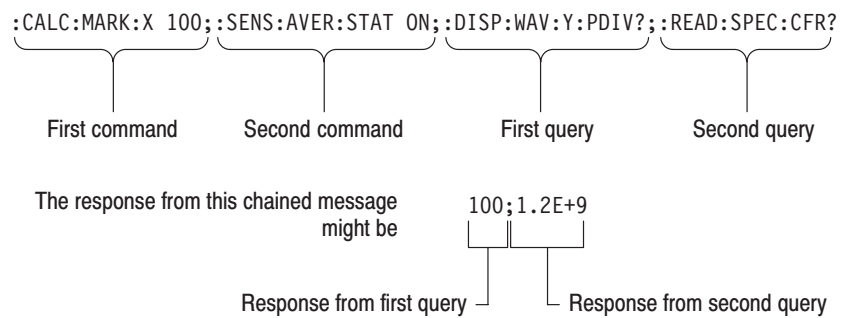 :CALC:MARK:X 100;:SENS:AVER:STAT ON;:DISP:WAV:Y:PDIV?;:READ:SPEC:CFR?
First command Second command First query Second query
The response from this chained message
might be
100;1.2E+9
Response from first query Response from second query